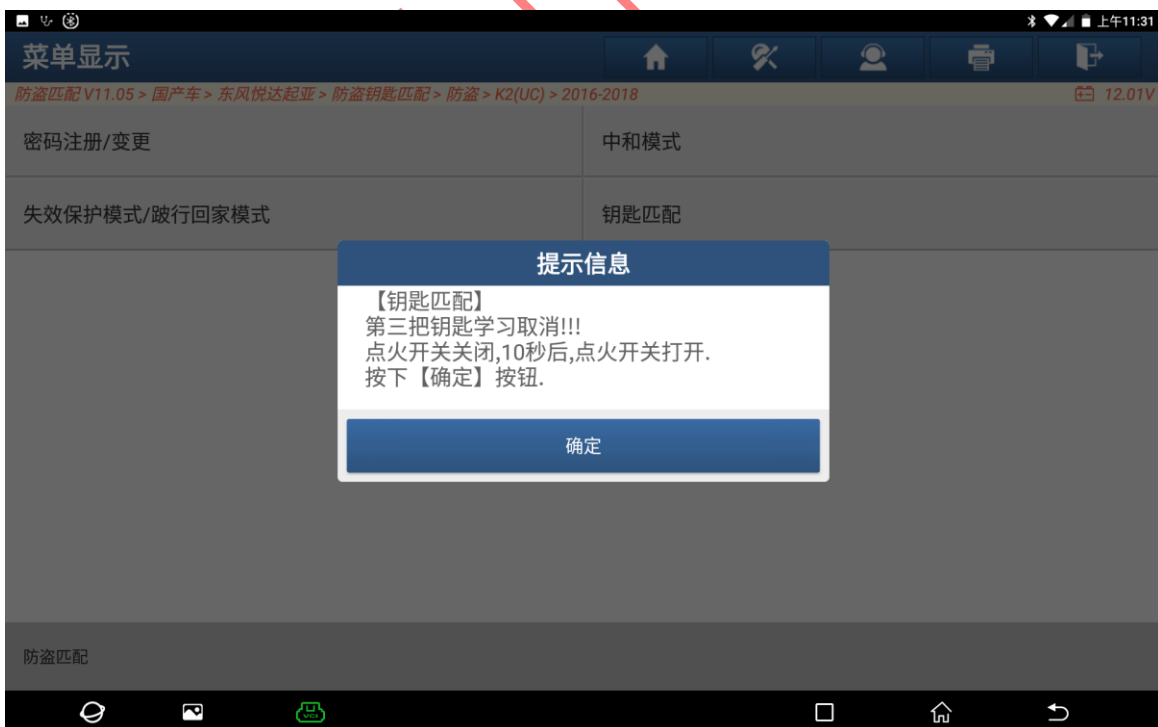 上午11:31
菜单显示
防盗匹配 V11.05 > 国产车 > 东风悦达起亚 > 防盗钥匙匹配 > 防盗 > K2(UC) > 2016-2018
12.01V
密码注册/变更
中和模式
失效保护模式/跛行回家模式
钥匙匹配
提示信息
【钥匙匹配】
第三把钥匙学习取消!!!
点火开关关闭,10秒后,点火开关打开.
按下【确定】按钮.
确定
防盗匹配
VCI